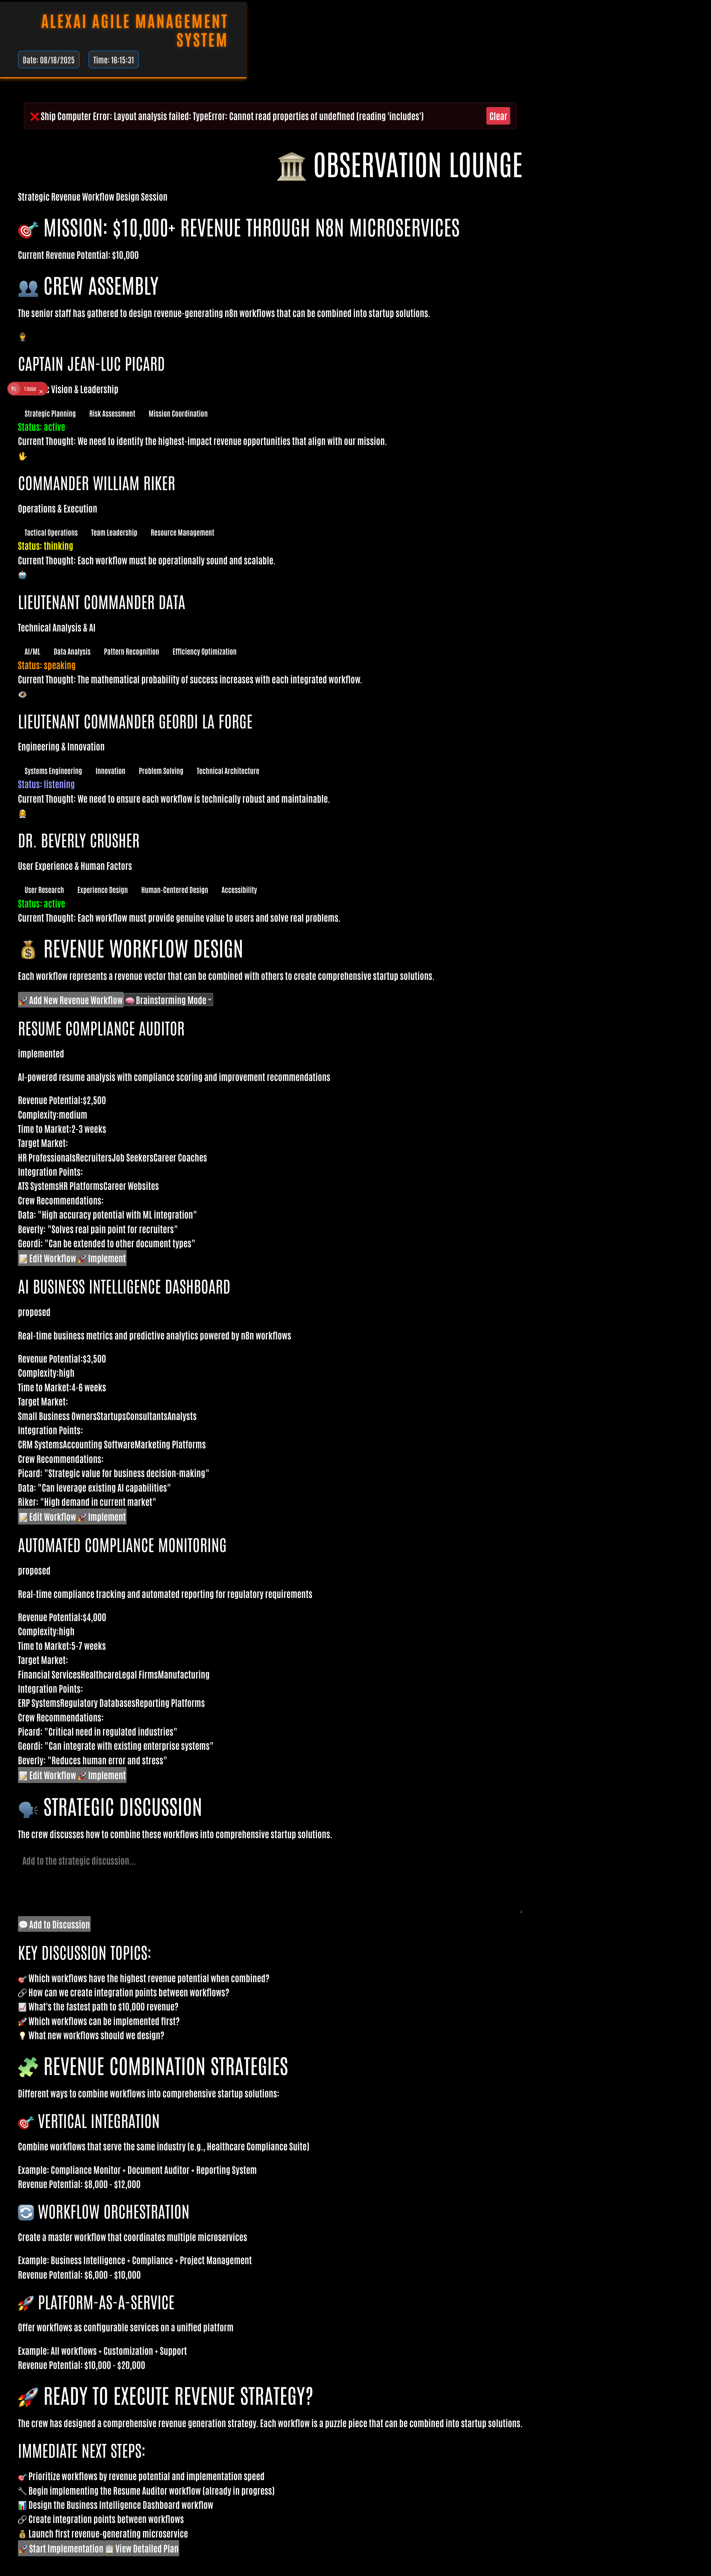 ALEXAI AGILE MANAGEMENT
SYSTEM
Date: 08/18/2025 Time: 16:15:31
❌ Ship Computer Error: Layout analysis failed: TypeError: Cannot read properties of undefined (reading 'includes') Clear
🏛️ OBSERVATION LOUNGE
Strategic Revenue Workflow Design Session
🎯 MISSION: $10,000+ REVENUE THROUGH N8N MICROSERVICES
Current Revenue Potential: $10,000
👥 CREW ASSEMBLY
The senior staff has gathered to design revenue-generating n8n workflows that can be combined into startup solutions.
CAPTAIN JEAN-LUC PICARD
N 1 Issue × Vision & Leadership
Strategic Planning Risk Assessment Mission Coordination
Status: active
Current Thought: We need to identify the highest-impact revenue opportunities that align with our mission.
🖖
COMMANDER WILLIAM RIKER
Operations & Execution
Tactical Operations Team Leadership Resource Management
Status: thinking
Current Thought: Each workflow must be operationally sound and scalable.
🤖
LIEUTENANT COMMANDER DATA
Technical Analysis & AI
AI/ML Data Analysis Pattern Recognition Efficiency Optimization
Status: speaking
Current Thought: The mathematical probability of success increases with each integrated workflow.
👁️
LIEUTENANT COMMANDER GEORDI LA FORGE
Engineering & Innovation
Systems Engineering Innovation Problem Solving Technical Architecture
Status: listening
Current Thought: We need to ensure each workflow is technically robust and maintainable.
👩‍⚕️
DR. BEVERLY CRUSHER
User Experience & Human Factors
User Research Experience Design Human-Centered Design Accessibility
Status: active
Current Thought: Each workflow must provide genuine value to users and solve real problems.
💰 REVENUE WORKFLOW DESIGN
Each workflow represents a revenue vector that can be combined with others to create comprehensive startup solutions.
🚀 Add New Revenue Workflow 🧠 Brainstorming Mode
RESUME COMPLIANCE AUDITOR
implemented
AI-powered resume analysis with compliance scoring and improvement recommendations
Revenue Potential:$2,500
Complexity:medium
Time to Market:2-3 weeks
Target Market:
HR ProfessionalsRecruitersJob SeekersCareer Coaches
Integration Points:
ATS SystemsHR PlatformsCareer Websites
Crew Recommendations:
Data: "High accuracy potential with ML integration"
Beverly: "Solves real pain point for recruiters"
Geordi: "Can be extended to other document types"
📝 Edit Workflow 🚀 Implement
AI BUSINESS INTELLIGENCE DASHBOARD
proposed
Real-time business metrics and predictive analytics powered by n8n workflows
Revenue Potential:$3,500
Complexity:high
Time to Market:4-6 weeks
Target Market:
Small Business OwnersStartupsConsultantsAnalysts
Integration Points:
CRM SystemsAccounting SoftwareMarketing Platforms
Crew Recommendations:
Picard: "Strategic value for business decision-making"
Data: "Can leverage existing AI capabilities"
Riker: "High demand in current market"
📝 Edit Workflow 🚀 Implement
AUTOMATED COMPLIANCE MONITORING
proposed
Real-time compliance tracking and automated reporting for regulatory requirements
Revenue Potential:$4,000
Complexity:high
Time to Market:5-7 weeks
Target Market:
Financial ServicesHealthcareLegal FirmsManufacturing
Integration Points:
ERP SystemsRegulatory DatabasesReporting Platforms
Crew Recommendations:
Picard: "Critical need in regulated industries"
Geordi: "Can integrate with existing enterprise systems"
Beverly: "Reduces human error and stress"
📝 Edit Workflow 🚀 Implement
🗣️ STRATEGIC DISCUSSION
The crew discusses how to combine these workflows into comprehensive startup solutions.
Add to the strategic discussion...
💬 Add to Discussion
KEY DISCUSSION TOPICS:
🎯 Which workflows have the highest revenue potential when combined?
🔗 How can we create integration points between workflows?
📈 What's the fastest path to $10,000 revenue?
🚀 Which workflows can be implemented first?
💡 What new workflows should we design?
🧩 REVENUE COMBINATION STRATEGIES
Different ways to combine workflows into comprehensive startup solutions:
🎯 VERTICAL INTEGRATION
Combine workflows that serve the same industry (e.g., Healthcare Compliance Suite)
Example: Compliance Monitor + Document Auditor + Reporting System
Revenue Potential: $8,000 - $12,000
🔄 WORKFLOW ORCHESTRATION
Create a master workflow that coordinates multiple microservices
Example: Business Intelligence + Compliance + Project Management
Revenue Potential: $6,000 - $10,000
🚀 PLATFORM-AS-A-SERVICE
Offer workflows as configurable services on a unified platform
Example: All workflows + Customization + Support
Revenue Potential: $10,000 - $20,000
🚀 READY TO EXECUTE REVENUE STRATEGY?
The crew has designed a comprehensive revenue generation strategy. Each workflow is a puzzle piece that can be combined into startup solutions.
IMMEDIATE NEXT STEPS:
🎯 Prioritize workflows by revenue potential and implementation speed
🔧 Begin implementing the Resume Auditor workflow (already in progress)
📊 Design the Business Intelligence Dashboard workflow
🔗 Create integration points between workflows
💰 Launch first revenue-generating microservice
🚀 Start Implementation 📋 View Detailed Plan